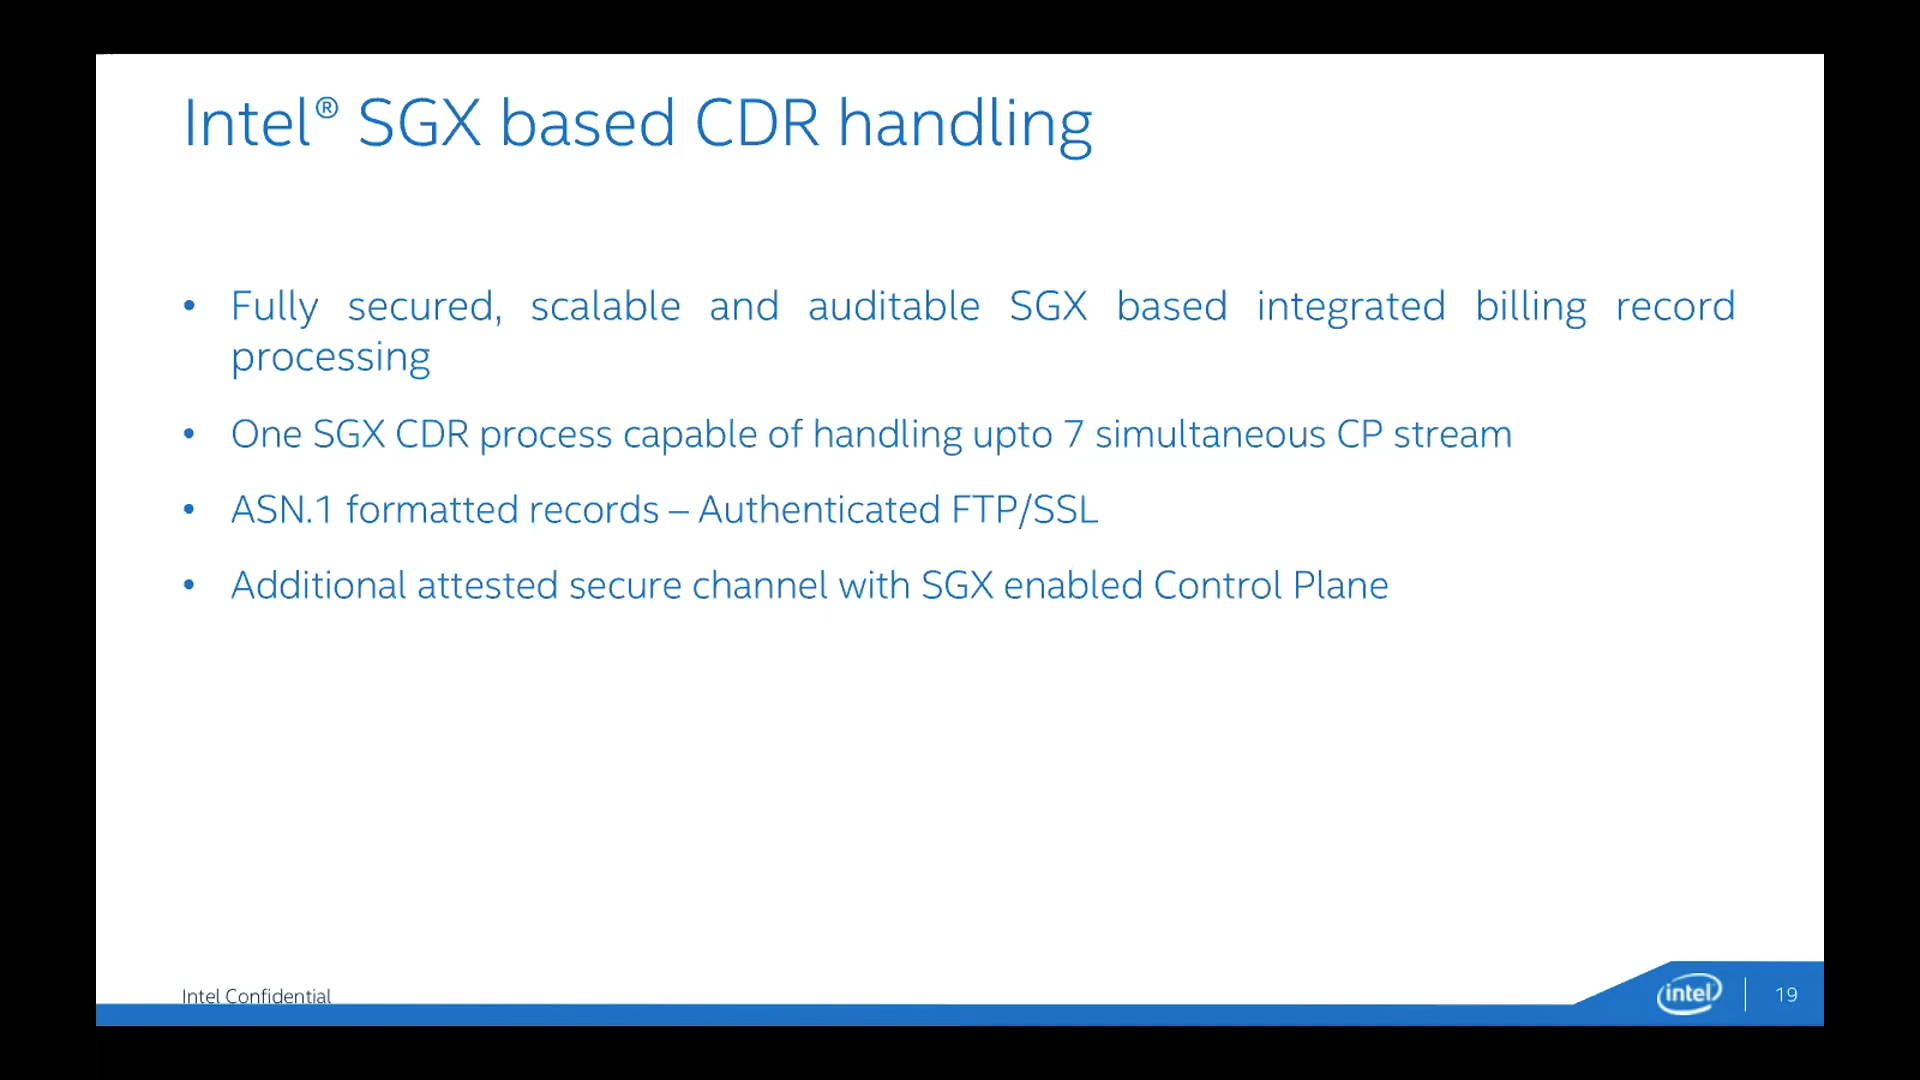 Intel® SGX based CDR handling
• Fully secured, scalable and auditable SGX based integrated billing record
processing
• One SGX CDR process capable of handling upto 7 simultaneous CP stream
• ASN.1 formatted records – Authenticated FTP/SSL
• Additional attested secure channel with SGX enabled Control Plane
Intel Confidential
intel
19